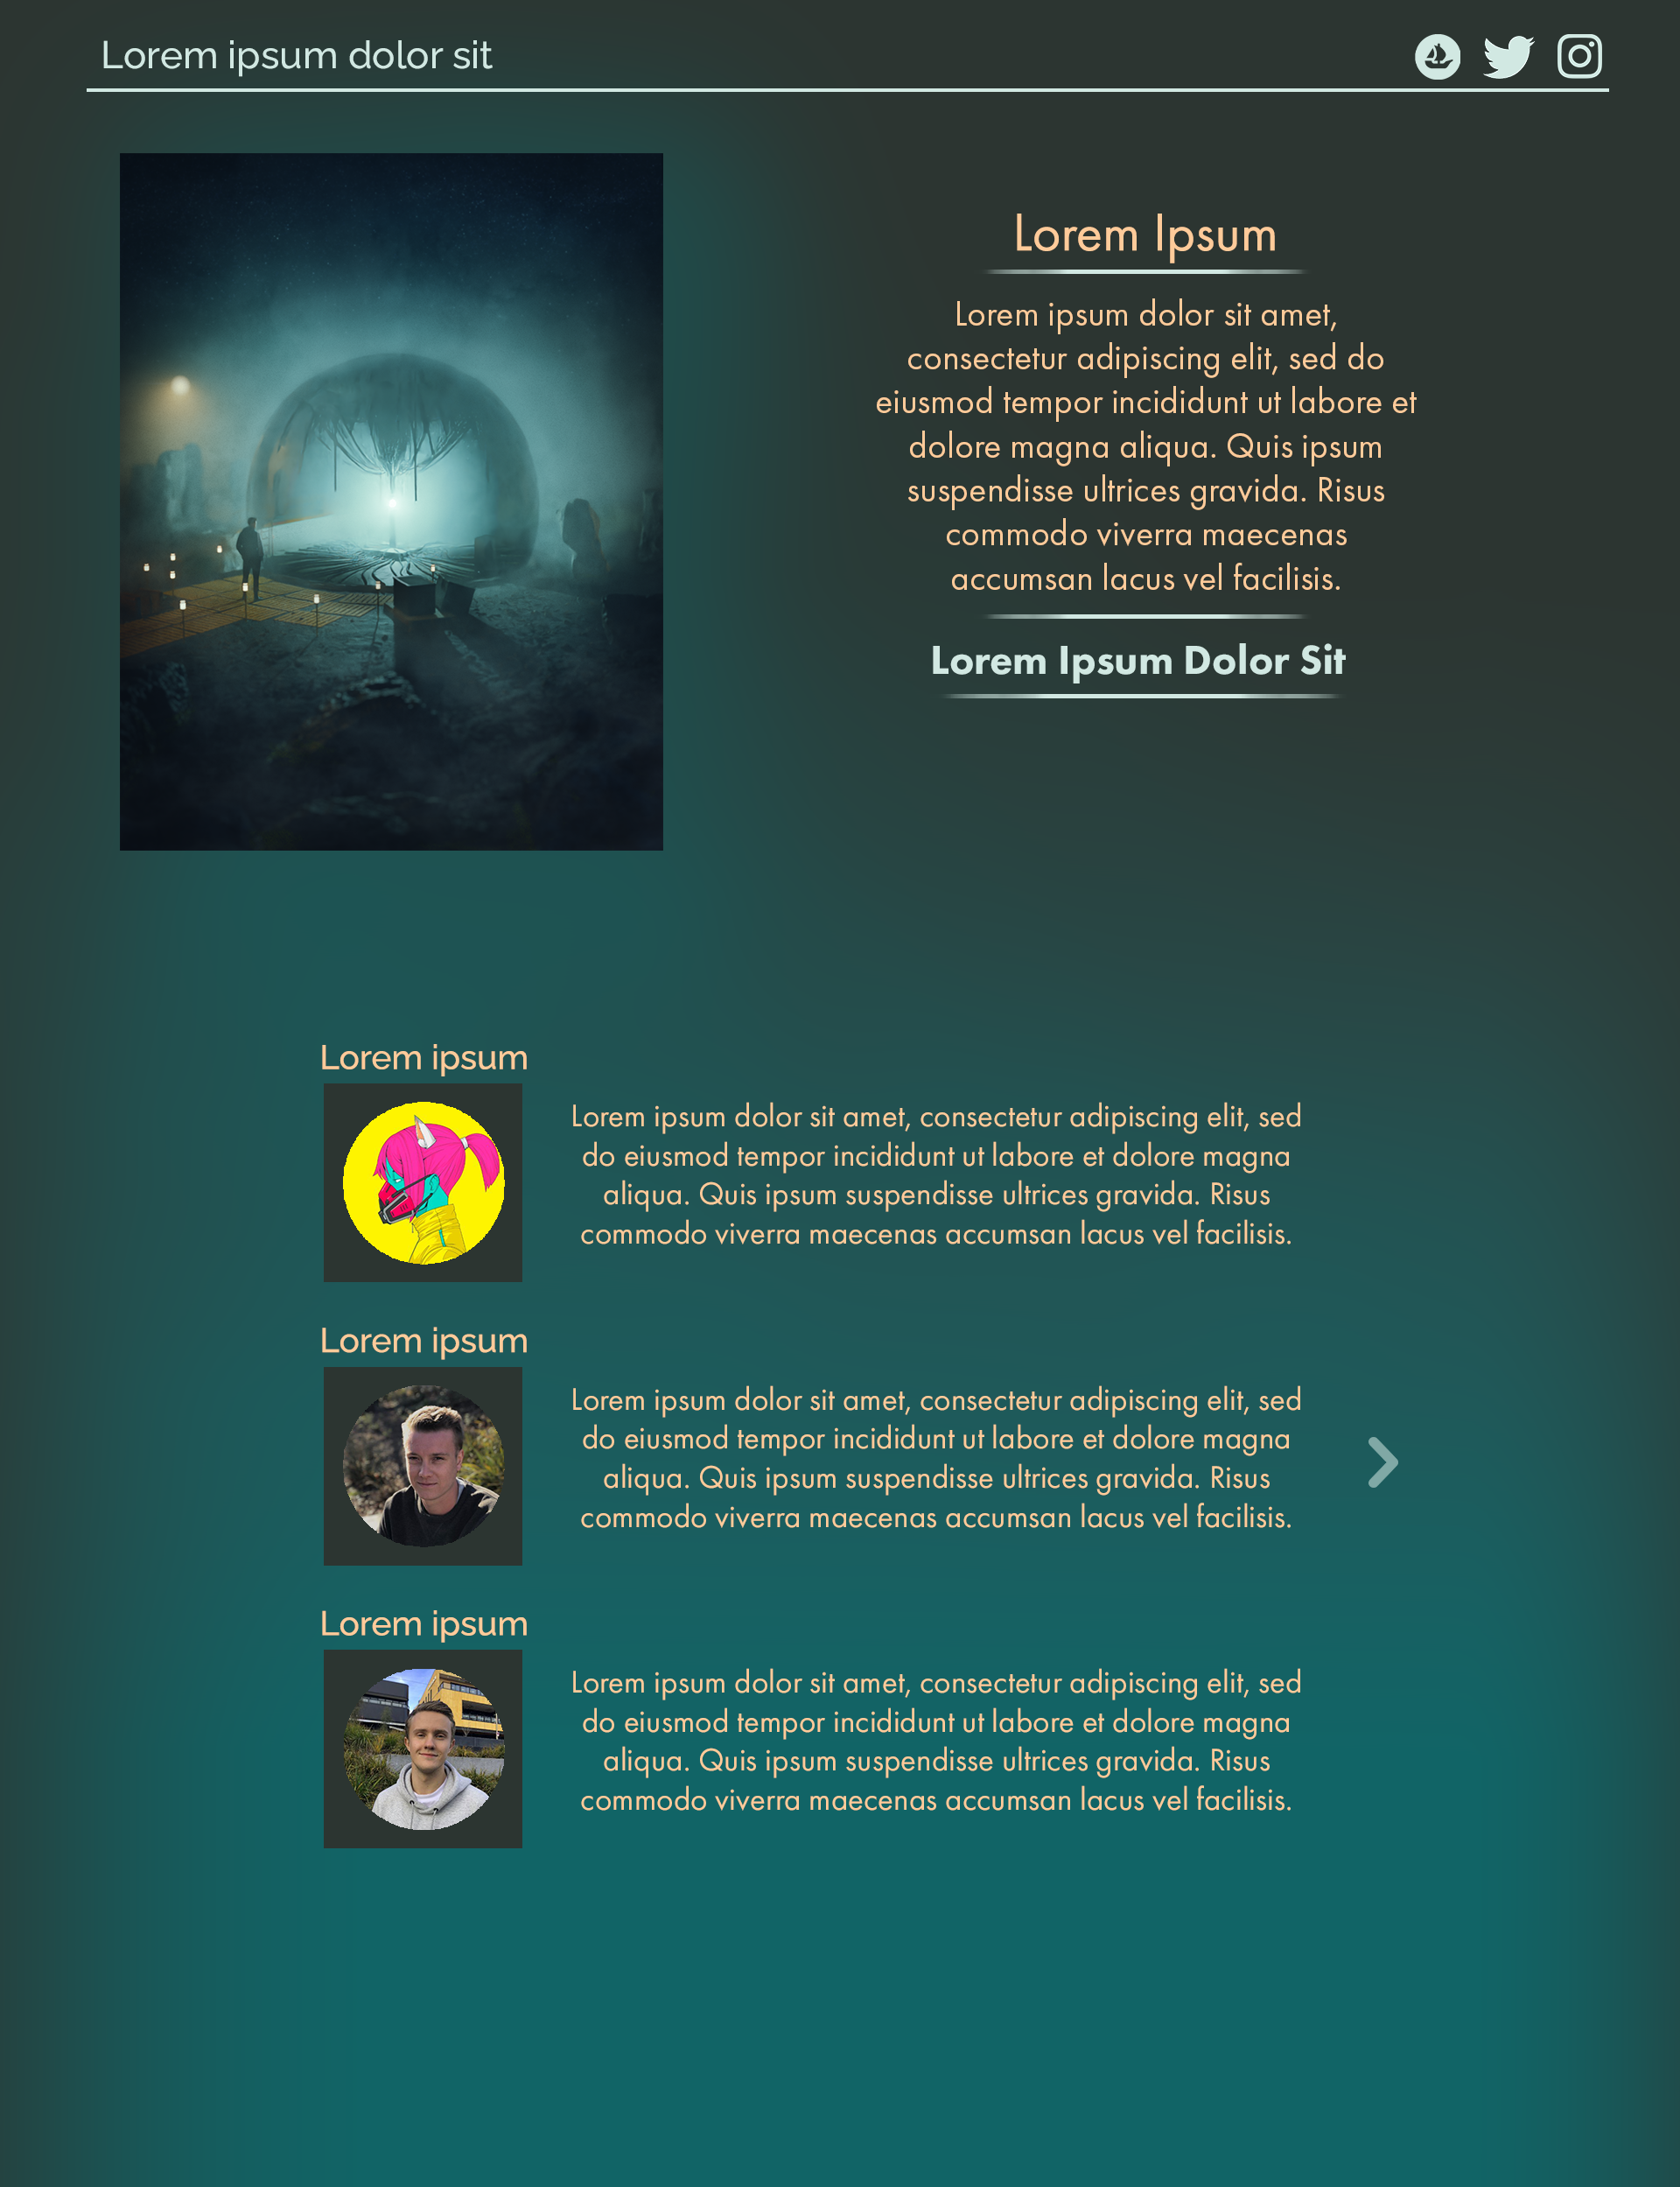 Lorem ipsum dolor sit
Lorem Ipsum
Lorem ipsum dolor sit amet,
consectetur adipiscing elit, sed do
eiusmod tempor incididunt ut labore et
dolore magna aliqua. Quis ipsum
suspendisse ultrices gravida. Risus
commodo viverra maecenas
accumsan lacus vel facilisis.
Lorem Ipsum Dolor Sit
Lorem ipsum
Lorem ipsum dolor sit amet, consectetur adipiscing elit, sed
do eiusmod tempor incididunt ut labore et dolore magna
aliqua. Quis ipsum suspendisse ultrices gravida. Risus
commodo viverra maecenas accumsan lacus vel facilisis.
Lorem ipsum
Lorem ipsum dolor sit amet, consectetur adipiscing elit, sed
do eiusmod tempor incididunt ut labore et dolore magna
aliqua. Quis ipsum suspendisse ultrices gravida. Risus
commodo viverra maecenas accumsan lacus vel facilisis.
Lorem ipsum
Lorem ipsum dolor sit amet, consectetur adipiscing elit, sed
do eiusmod tempor incididunt ut labore et dolore magna
aliqua. Quis ipsum suspendisse ultrices gravida. Risus
commodo viverra maecenas accumsan lacus vel facilisis.